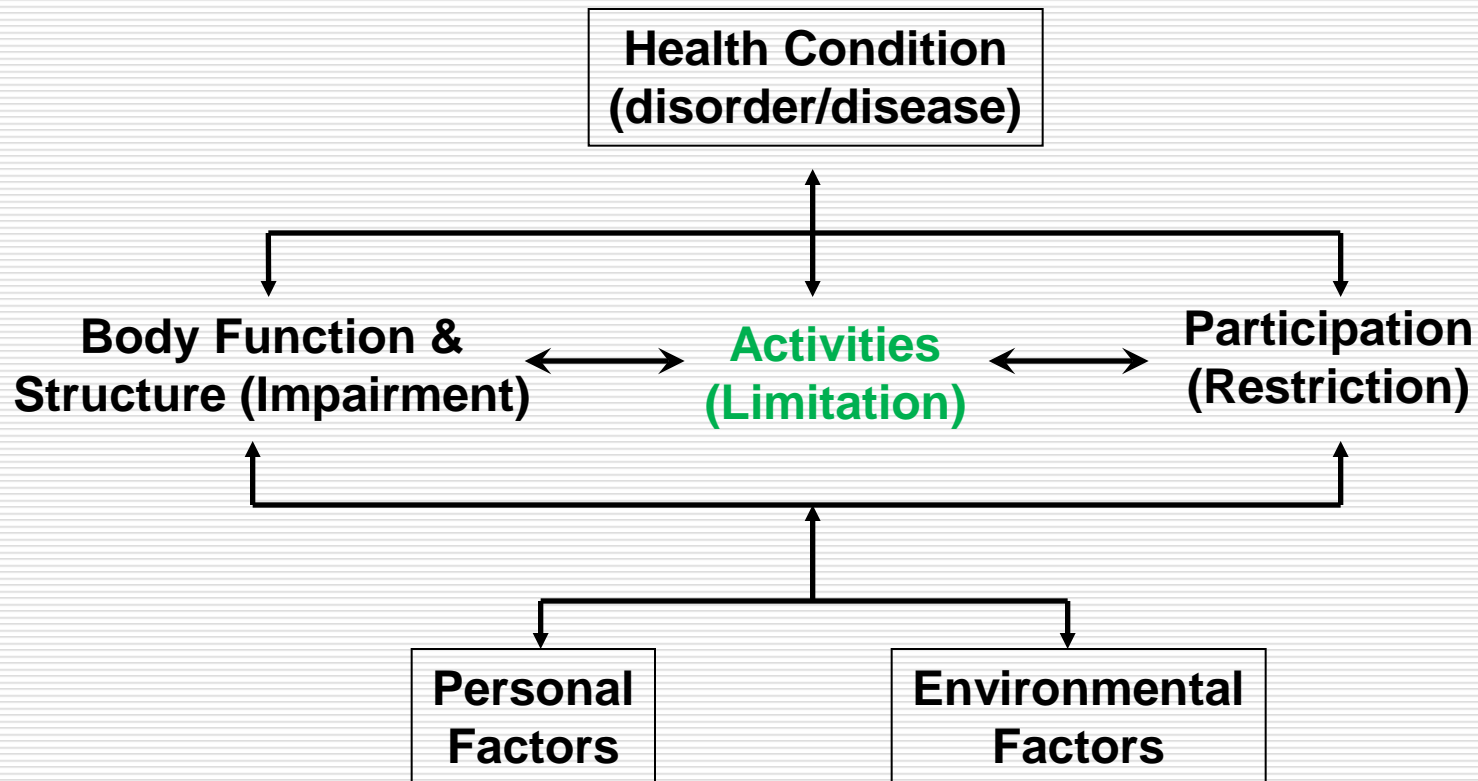 Health Condition
(disorder/disease)
Body Function &
Structure (Impairment)
Activities
(Limitation)
Participation
(Restriction)
Personal
Factors
Environmental
Factors